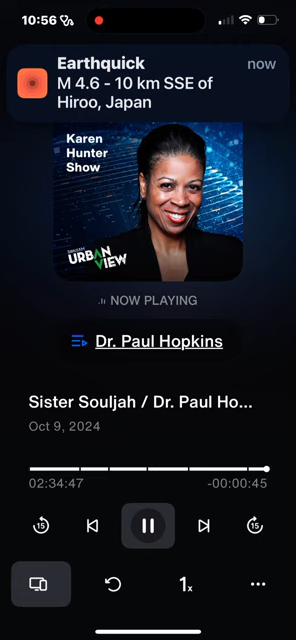 10:56
Earthquick
now
M 4.6 - 10 km SSE of
Hiroo, Japan
Karen
Hunter
Show
URBAN
VIEW
NOW PLAYING
Dr. Paul Hopkins
Sister Souljah / Dr. Paul Ho...
Oct 9, 2024
02:34:47
-00:00:45
15
15
1x